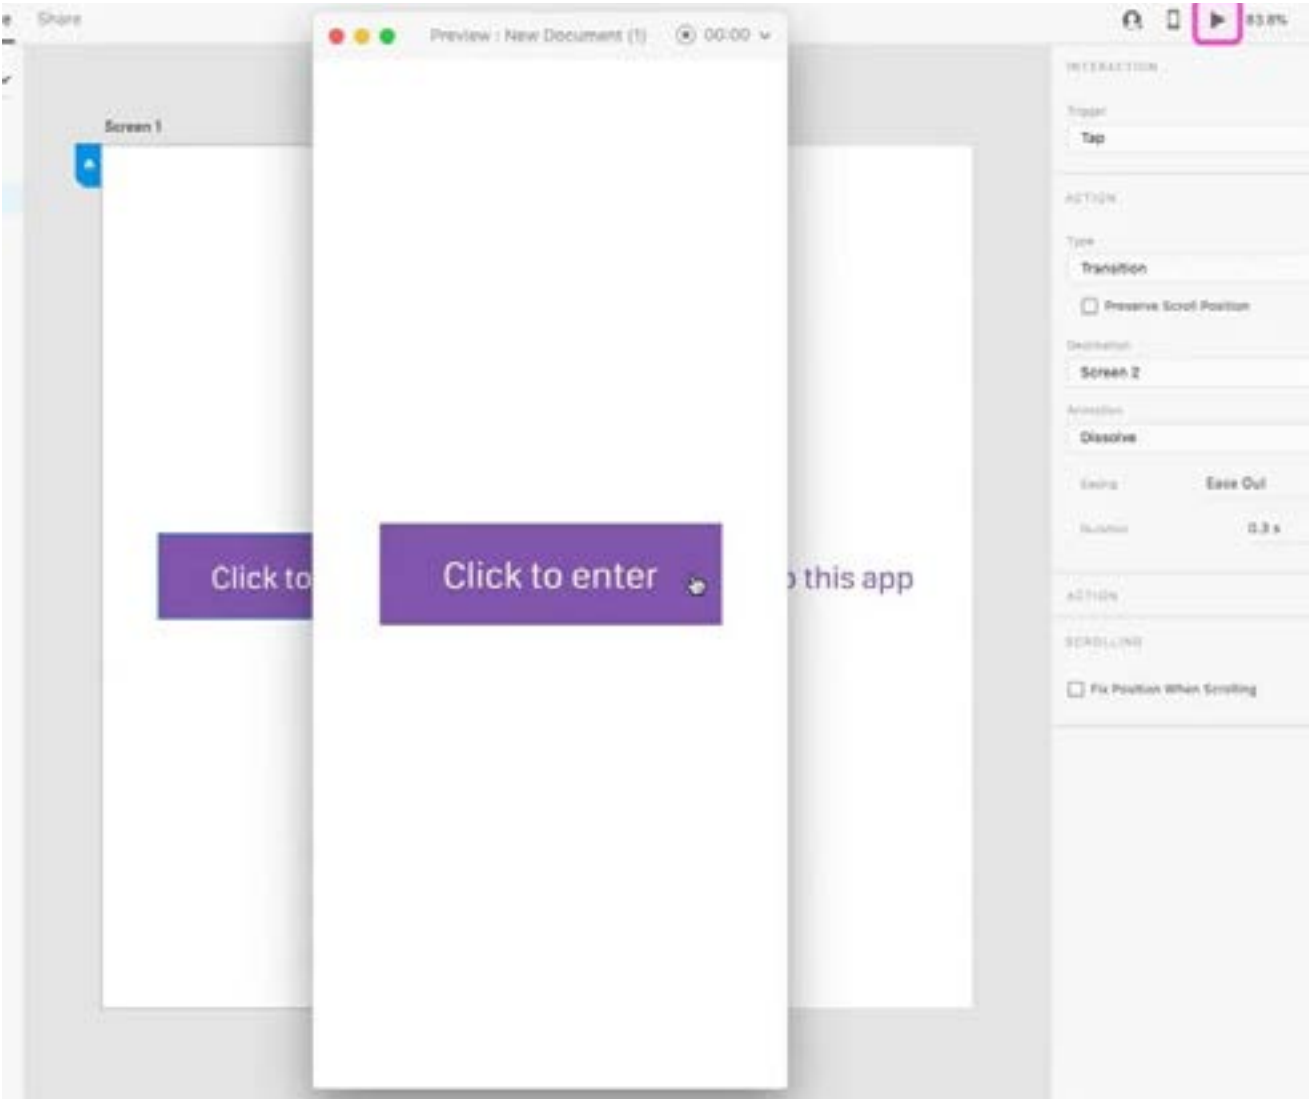 Share
Preview : New Document (1)
00:00
83.8%
INTERACTION
Trigger
Tap
Screen 1
ACTION
Type
Transition
Preserve Scroll Position
Destination
Screen 2
Animation
Dissolve
Easing
Ease Out
Duration
0.3 s
Click to
Click to enter
this app
ACTION
SCROLLING
Fix Position When Scrolling